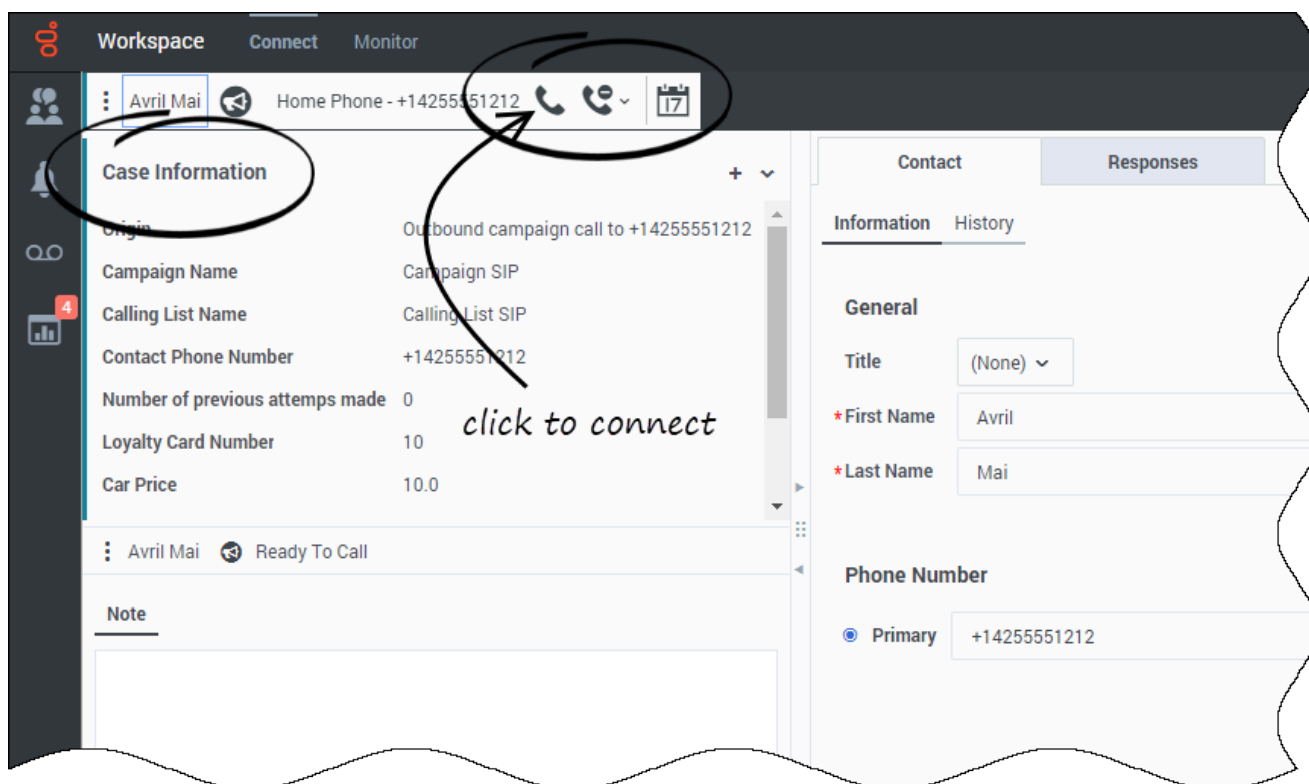 Workspace Connect Monitor
Avril Mai Home Phone - +14255551212 17
Case Information
Origin Outbound campaign call to +14255551212
Campaign Name Campaign SIP
Calling List Name Calling List SIP
Contact Phone Number +14255551212
Number of previous attemps made 0
Loyalty Card Number 10
Car Price 10.0
click to connect
4
Avril Mai Ready To Call
Note
Contact Responses
Information History
General
Title (None)
*First Name Avril
*Last Name Mai
Phone Number
Primary +14255551212